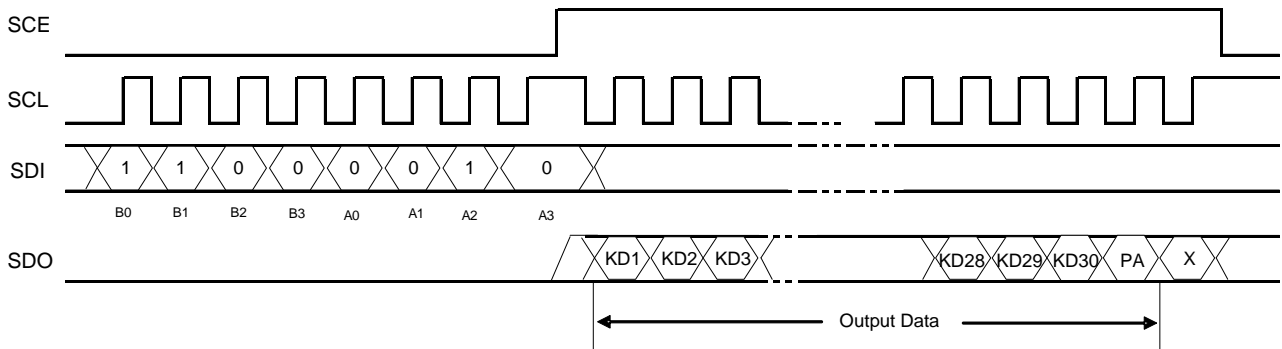 SCE
SCL
SDI
1 1 0 0 0 0 1 0
B0 B1 B2 B3 A0 A1 A2 A3
SDO
KD1 KD2 KD3 KD28 KD29 KD30 PA X
Output Data